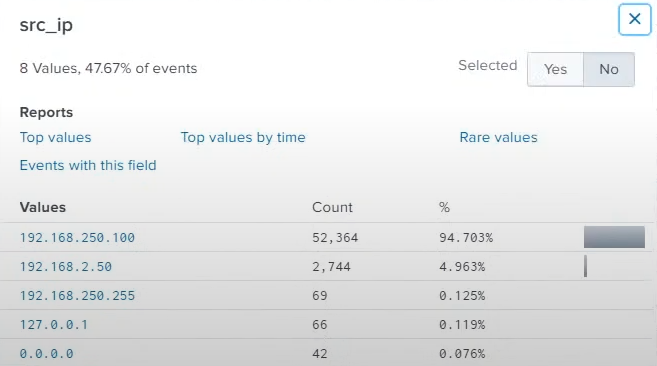 src_ip
8 Values, 47.67% of events
Selected Yes No
Reports
Top values Top values by time Rare values
Events with this field
Values Count %
192.168.250.100 52,364 94.703%
192.168.2.50 2,744 4.963%
192.168.250.255 69 0.125%
127.0.0.1 66 0.119%
0.0.0.0 42 0.076%